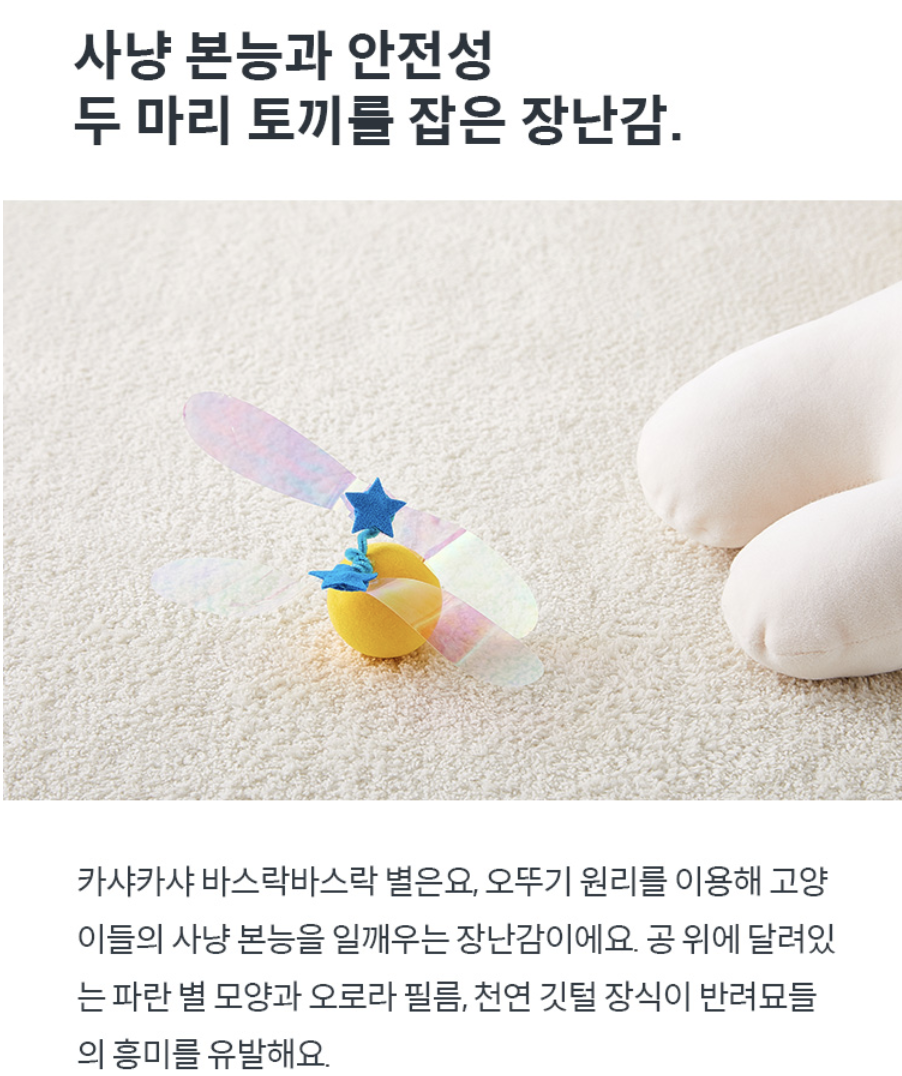 사냥 본능과 안전성
두 마리 토끼를 잡은 장난감.
카샤카샤 바스락바스락 별은요, 오뚜기 원리를 이용해 고양
이들의 사냥 본능을 일깨우는 장난감이에요. 공 위에 달려있
는 파란 별 모양과 오로라 필름, 천연 깃털 장식이 반려묘들
의 흥미를 유발해요.